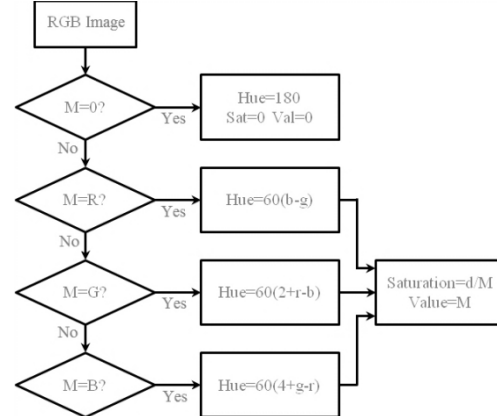 RGB Image
M=0?
Yes
Hue=180
Sat=0 Val=0
No
M=R?
Yes
Hue=60(b-g)
No
M=G?
Yes
Hue=60(2+r-b)
Saturation=d/M
Value=M
No
M=B?
Yes
Hue=60(4+g-r)